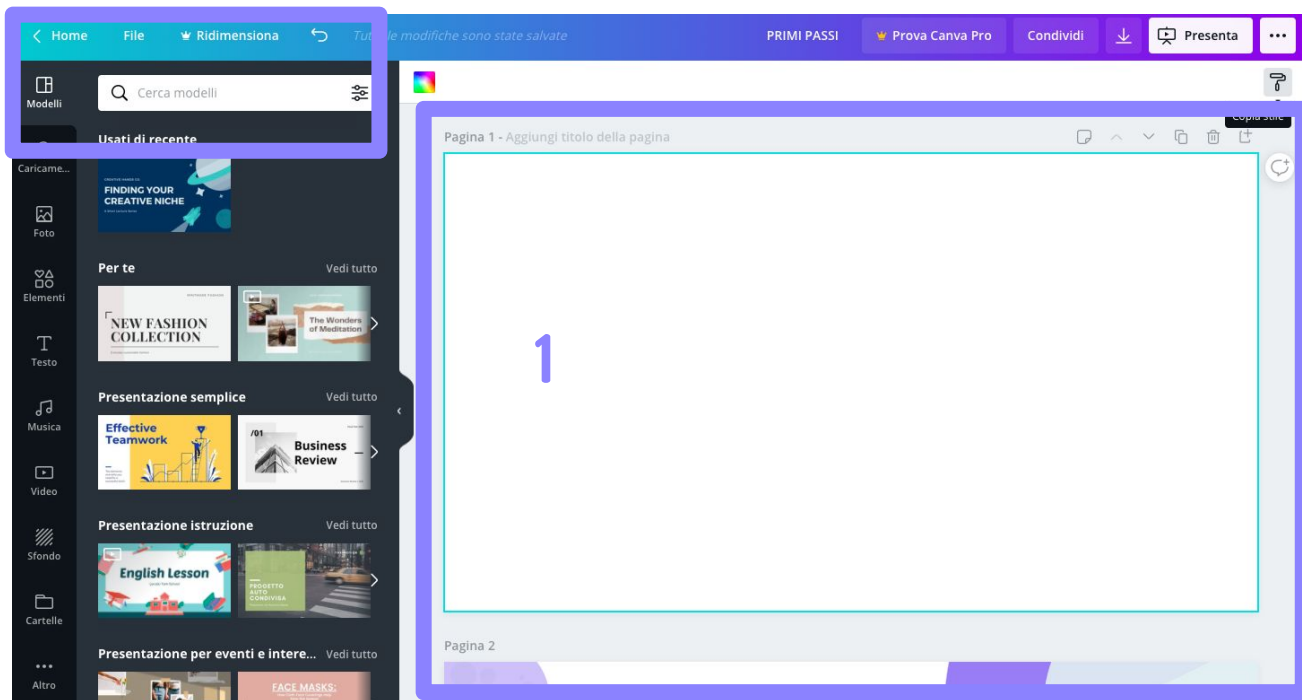 Home File Ridimensiona Tutte le modifiche sono state salvate PRIMI PASSI Prova Canva Pro Condividi Presenta
Modelli
Cerca modelli
Usati di recente
Caricame...
FINDING YOUR
CREATIVE NICHE
Foto
Per te Vedi tutto
Elementi
NEW FASHION
COLLECTION
The Wonders
of Meditation
Testo
Presentazione semplice Vedi tutto
Musica
Effective
Teamwork
/01
Business
Review
Video
Presentazione istruzione Vedi tutto
Sfondo
English Lesson
PROGETTO
AUTO
CONDIVISA
Cartelle
Presentazione per eventi e intere... Vedi tutto
Altro
FACE MASKS:
Copia stile
Pagina 1 - Aggiungi titolo della pagina
1
Pagina 2